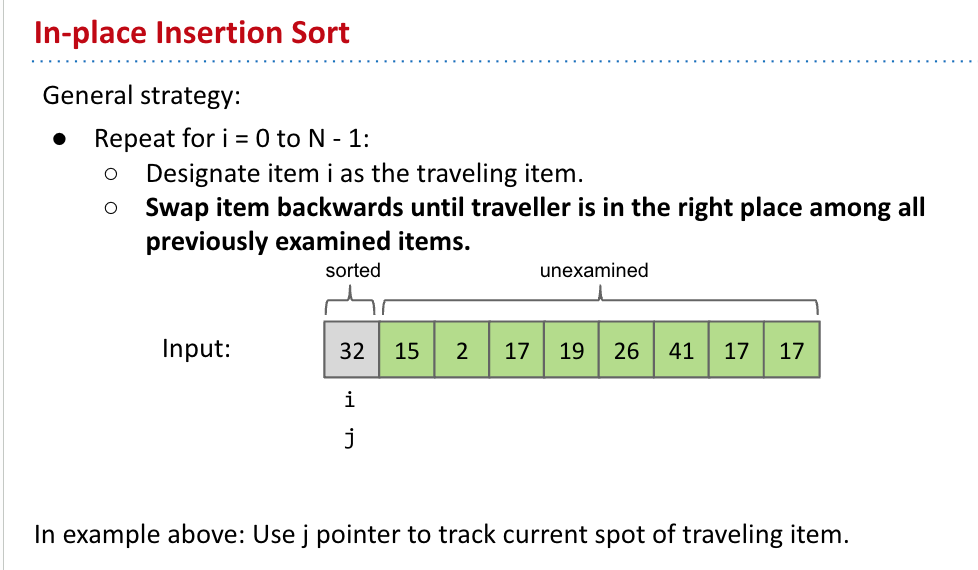 In-place Insertion Sort
General strategy:
● Repeat for i = 0 to N - 1:
○ Designate item i as the traveling item.
○ Swap item backwards until traveller is in the right place among all
previously examined items.
sorted unexamined
Input: 32 15 2 17 19 26 41 17 17
i
j
In example above: Use j pointer to track current spot of traveling item.